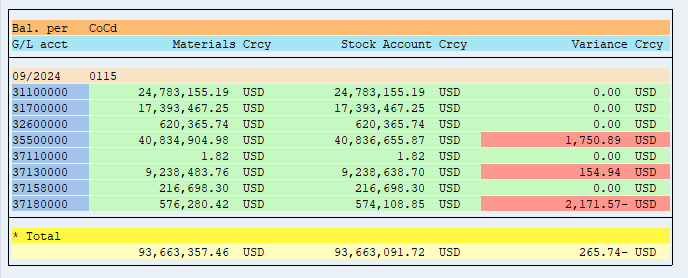 Bal. per CoCd
G/L acct Materials Crcy Stock Account Crcy Variance Crcy
09/2024 0115
31100000 24,783,155.19 USD 24,783,155.19 USD 0.00 USD
31700000 17,393,467.25 USD 17,393,467.25 USD 0.00 USD
32600000 620,365.74 USD 620,365.74 USD 0.00 USD
35500000 40,834,904.98 USD 40,836,655.87 USD 1,750.89 USD
37110000 1.82 USD 1.82 USD 0.00 USD
37130000 9,238,483.76 USD 9,238,638.70 USD 154.94 USD
37158000 216,698.30 USD 216,698.30 USD 0.00 USD
37180000 576,280.42 USD 574,108.85 USD 2,171.57- USD
* Total
93,663,357.46 USD 93,663,091.72 USD 265.74- USD